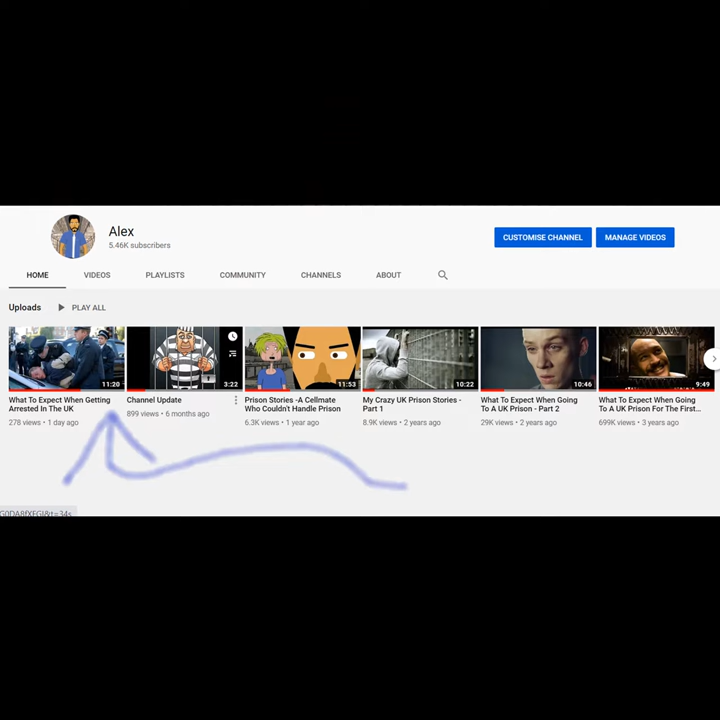 Alex
5.46K subscribers
CUSTOMISE CHANNEL
MANAGE VIDEOS
HOME
VIDEOS
PLAYLISTS
COMMUNITY
CHANNELS
ABOUT
Uploads
PLAY ALL
11:20
What To Expect When Getting
Arrested In The UK
278 views • 1 day ago
3:22
Channel Update
899 views • 6 months ago
11:53
Prison Stories -A Cellmate
Who Couldn't Handle Prison
6.3K views • 1 year ago
10:22
My Crazy UK Prison Stories -
Part 1
8.9K views • 2 years ago
10:46
What To Expect When Going
To A UK Prison - Part 2
29K views • 2 years ago
9:49
What To Expect When Going
To A UK Prison For The First...
699K views • 3 years ago